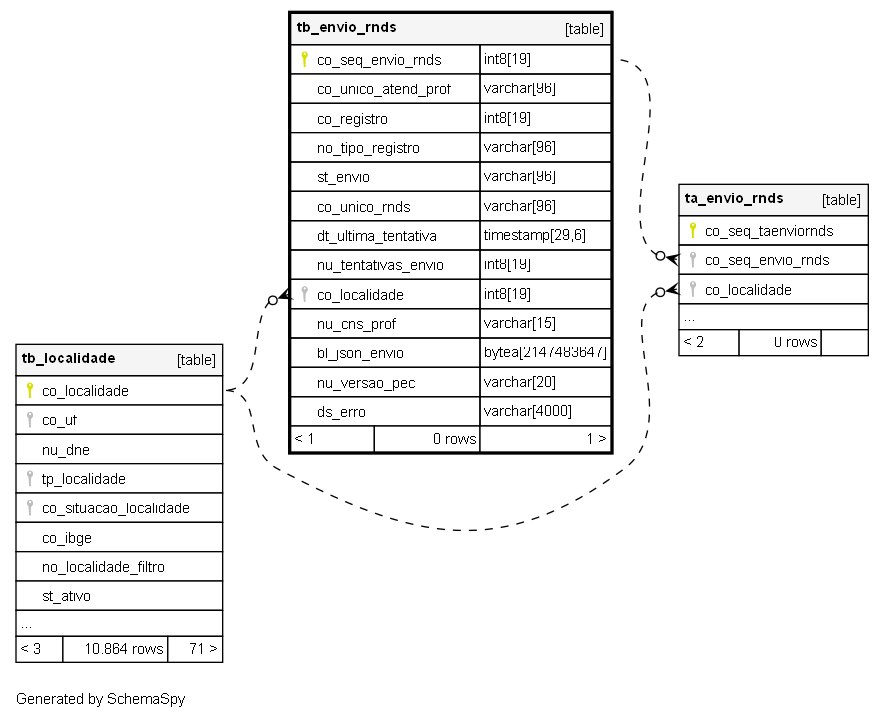 tb_envio_rnds [table]
co_seq_envio_rnds int8[19]
co_unico_atend_prof varchar[96]
co_registro int8[19]
no_tipo_registro varchar[96]
st_envio varchar[96]
co_unico_rnds varchar[96]
dt_ultima_tentativa timestamp[29,6]
nu_tentativas_envio int8[19]
co_localidade int8[19]
nu_cns_prof varchar[15]
bl_json_envio bytea[2147483647]
nu_versao_pec varchar[20]
ds_erro varchar[4000]
< 1 0 rows 1 >
ta_envio_rnds [table]
co_seq_taenviornds
co_seq_envio_rnds
co_localidade
...
< 2 0 rows
tb_localidade [table]
co_localidade
co_uf
nu_dne
tp_localidade
co_situacao_localidade
co_ibge
no_localidade_filtro
st_ativo
...
< 3 10.864 rows 71 >
Generated by SchemaSpy